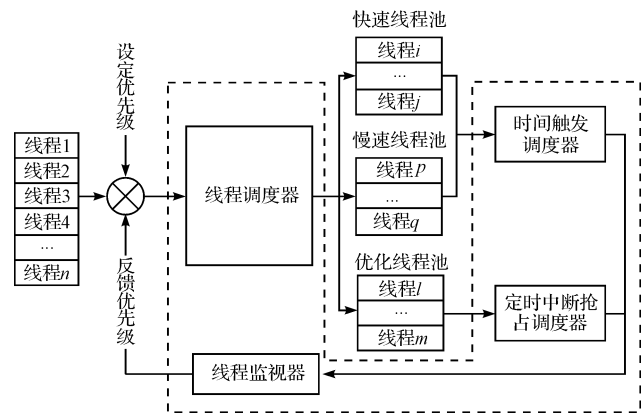 快速线程池
线程i
...
线程j
设定优先级
线程1
线程2
线程3
线程4
...
线程n
线程调度器
慢速线程池
线程p
...
线程q
时间触发
调度器
反馈优先级
优化线程池
线程l
...
线程m
定时中断抢
占调度器
线程监视器